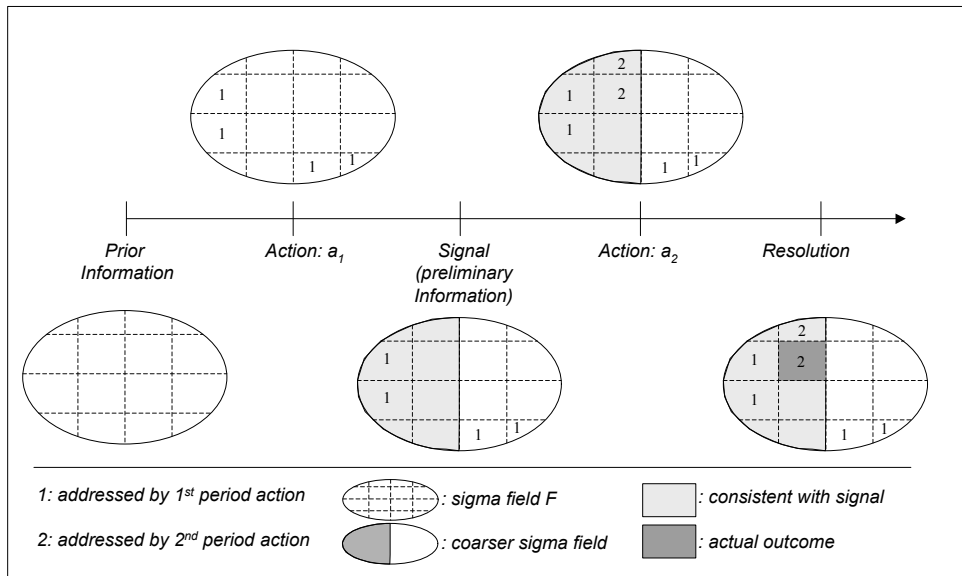 1
1
1
1
2
1
2
1
1
1
Prior
Information
Action: a1
Signal
(preliminary
Information)
Action: a2
Resolution
1
1
1
1
2
1
2
1
1
1
1: addressed by 1st period action
: sigma field F
: consistent with signal
2: addressed by 2nd period action
: coarser sigma field
: actual outcome